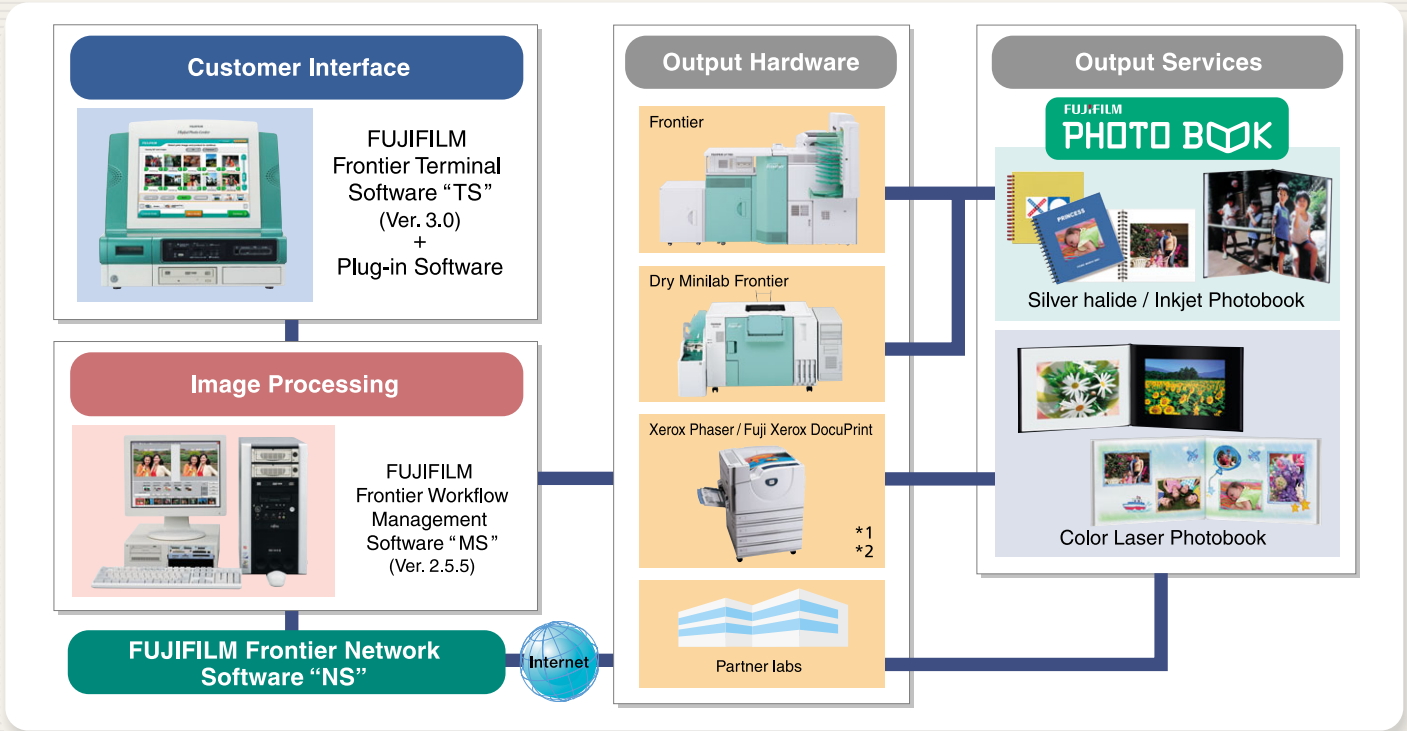 Customer Interface
FUJIFILM
Frontier Terminal
Software “TS”
(Ver. 3.0)
+
Plug-in Software
Image Processing
FUJIFILM
Frontier Workflow
Management
Software “MS”
(Ver. 2.5.5)
FUJIFILM Frontier Network
Software “NS”
Internet
Output Hardware
Frontier
Dry Minilab Frontier
Xerox Phaser / Fuji Xerox DocuPrint
*1
*2
Partner labs
Output Services
FUJIFILM
PHOTO BOOK
PRINCESS
Silver halide / Inkjet Photobook
Color Laser Photobook